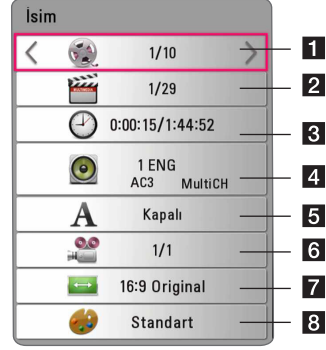 İsim
1/10
1
1/29
2
0:00:15/1:44:52
3
1 ENG
AC3 MultiCH
4
Kapalı
5
1/1
6
16:9 Original
7
Standart
8